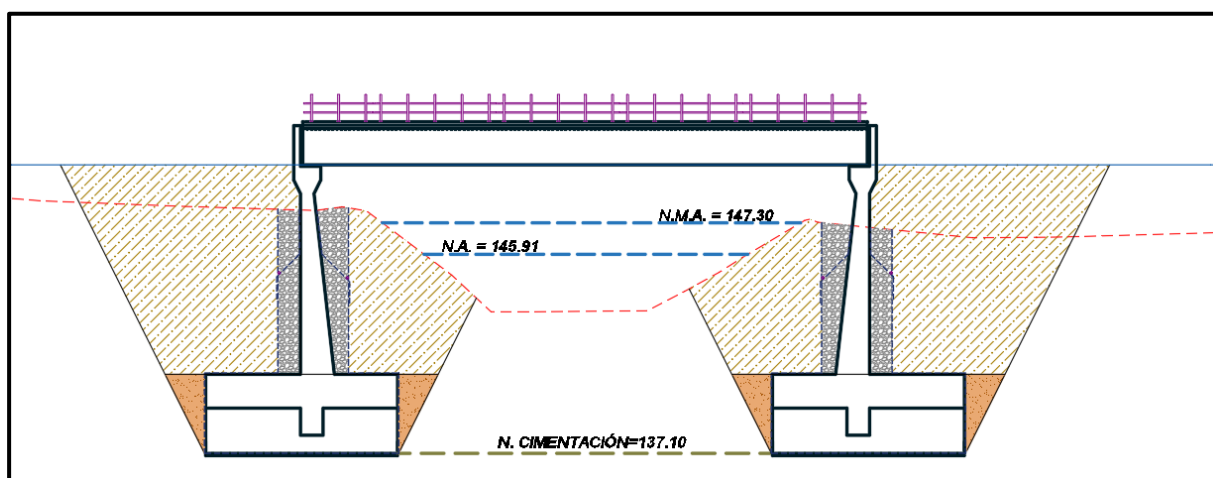 N.M.A. = 147.30
N.A. = 145.91
N. CIMENTACIÓN=137.10